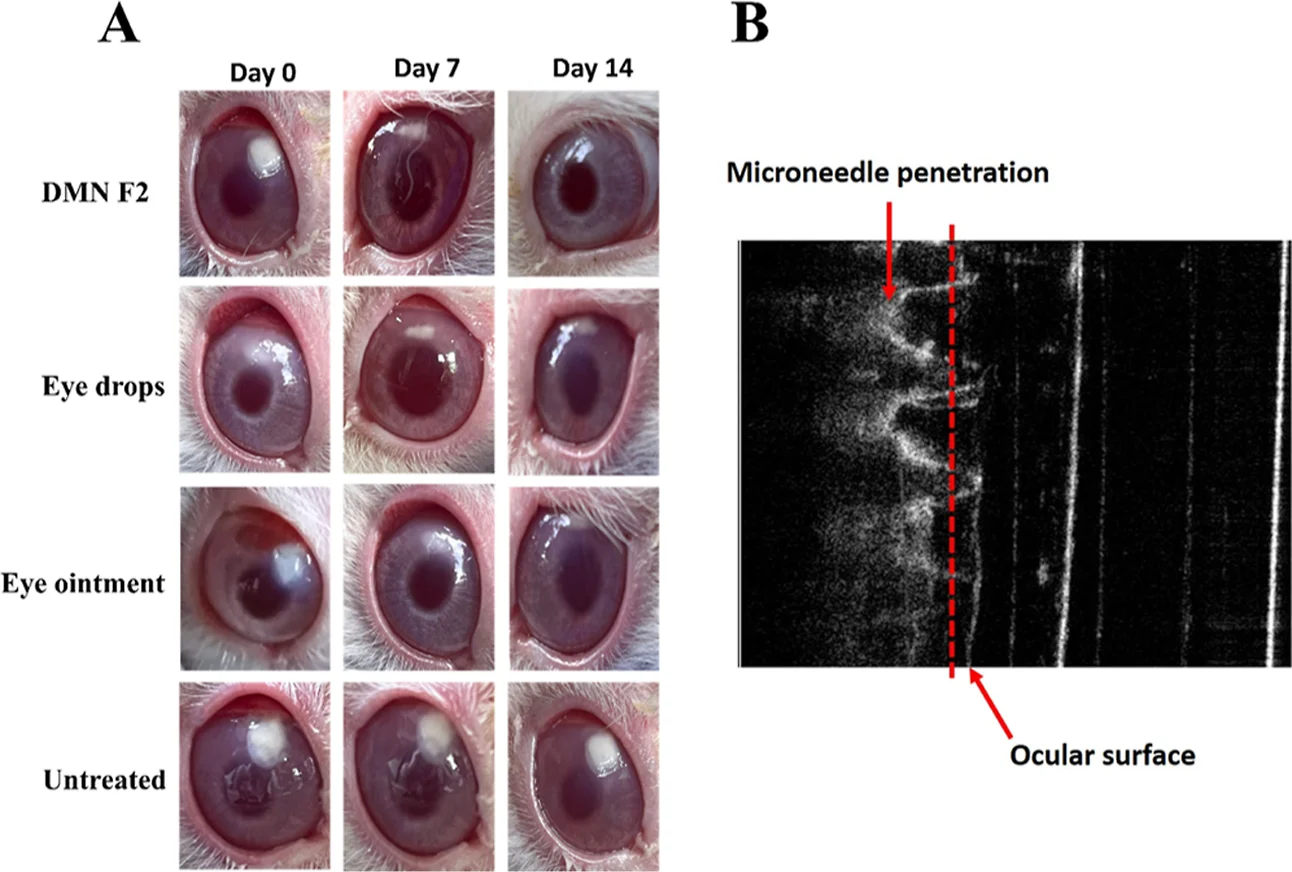 A
B
Day 0
Day 7
Day 14
DMN F2
Eye drops
Eye ointment
Untreated
Microneedle penetration
Ocular surface